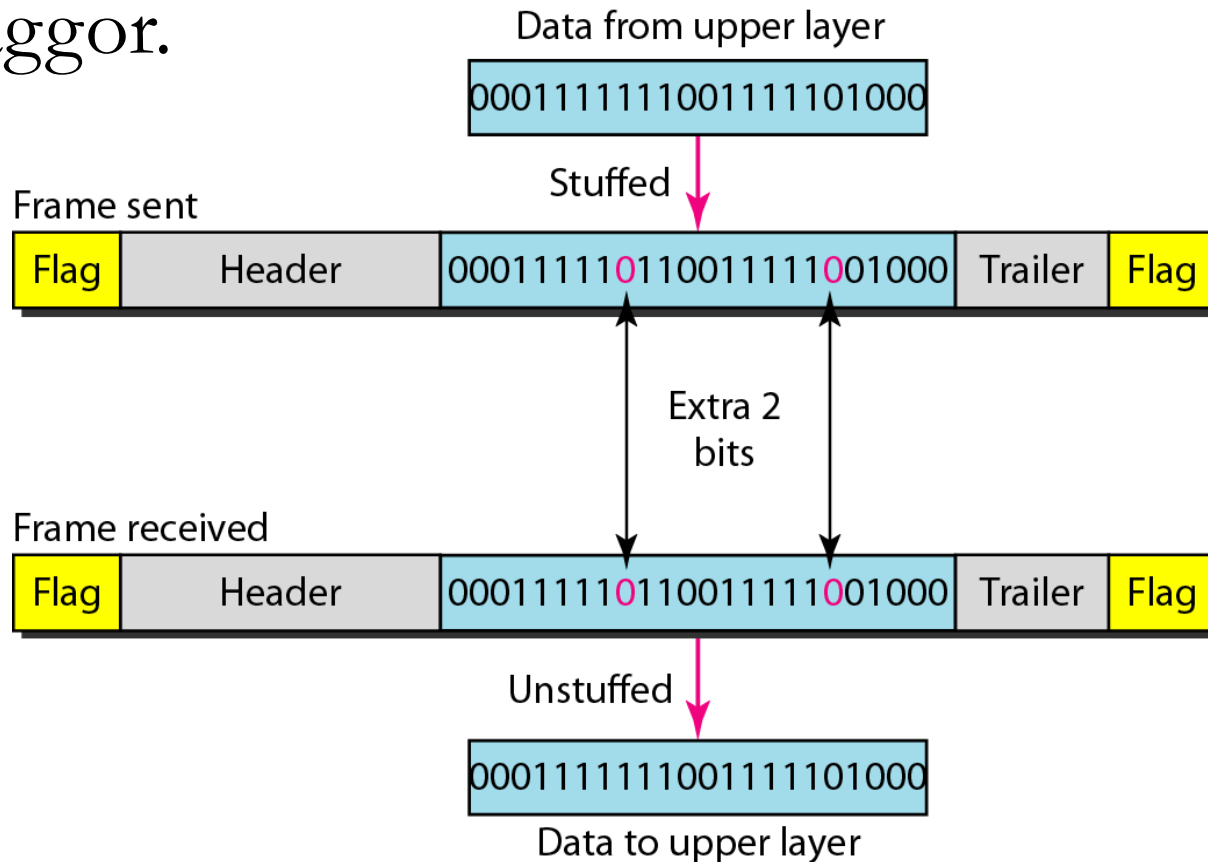 aggor.
Data from upper layer
0001111111001111101000
Stuffed
Frame sent
Flag Header 000111110110011111001000 Trailer Flag
Extra 2
bits
Frame received
Flag Header 000111110110011111001000 Trailer Flag
Unstuffed
0001111111001111101000
Data to upper layer